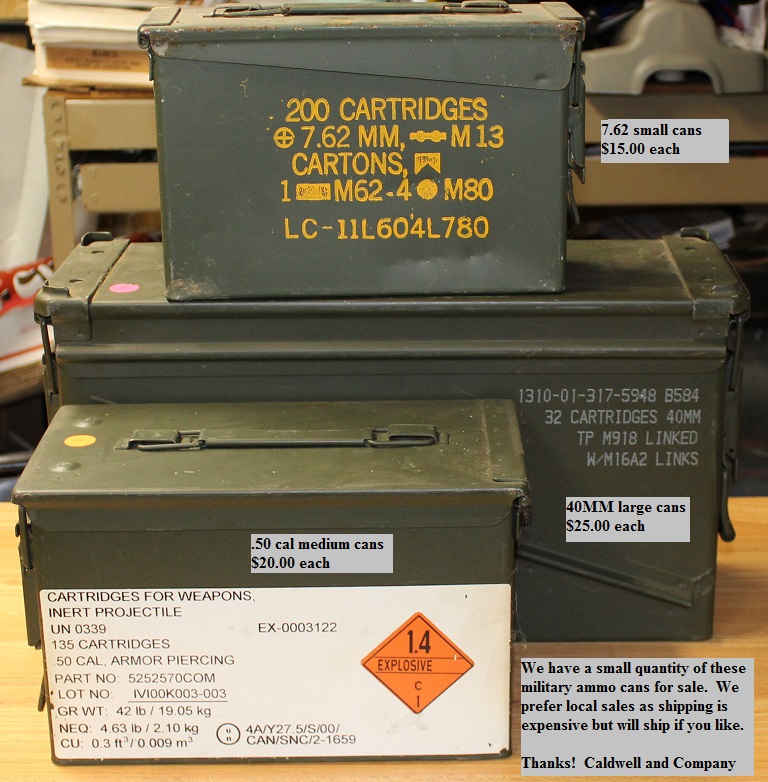 200 CARTRIDGES
7.62 MM, M 13
CARTONS,
1 M62-4 M80
LC-11L604L780
7.62 small cans
$15.00 each
1310-01-317-5948 B584
32 CARTRIDGES 40MM
TP M918 LINKED
W/M16A2 LINKS
40MM large cans
$25.00 each
.50 cal medium cans
$20.00 each
CARTRIDGES FOR WEAPONS,
INERT PROJECTILE
UN 0339 EX-0003122
135 CARTRIDGES
.50 CAL, ARMOR PIERCING
PART NO: 5252570COM
LOT NO: IVI00K003-003
GR WT: 42 lb / 19.05 kg
NEQ: 4.63 lb / 2.10 kg
CU: 0.3 ft³/ 0.009 m³
u n 4A/Y27.5/S/00/
CAN/SNC/2-1659
1.4
EXPLOSIVE
C
1
We have a small quantity of these
military ammo cans for sale. We
prefer local sales as shipping is
expensive but will ship if you like.
Thanks! Caldwell and Company